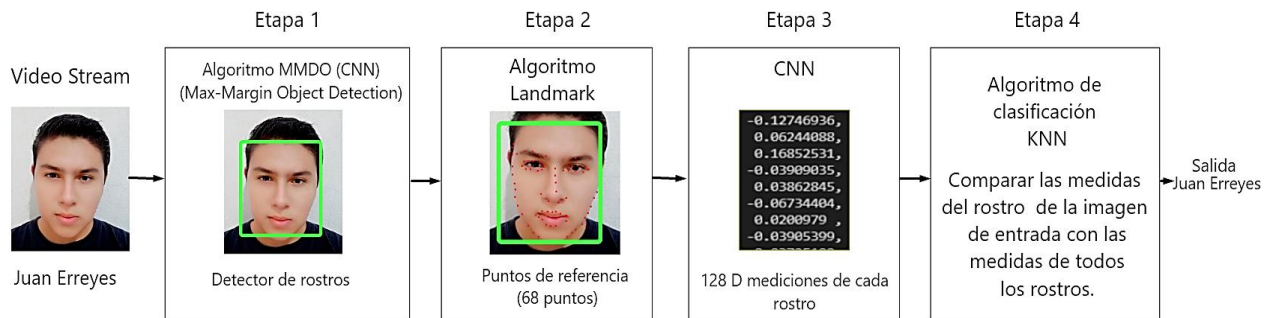 Etapa 1
Etapa 2
Etapa 3
Etapa 4
Video Stream
Juan Erreyes
Algoritmo MMDO (CNN)
(Max-Margin Object Detection)
Detector de rostros
Algoritmo
Landmark
Puntos de referencia
(68 puntos)
CNN
-0.12746936,
0.06244088,
0.16852531,
-0.03909035,
0.03862845,
-0.06734404,
0.0200979 ,
-0.03905399,
128 D mediciones de cada
rostro
Algoritmo de
clasificación
KNN
Comparar las medidas
del rostro de la imagen
de entrada con las
medidas de todos
los rostros.
Salida
Juan Erreyes